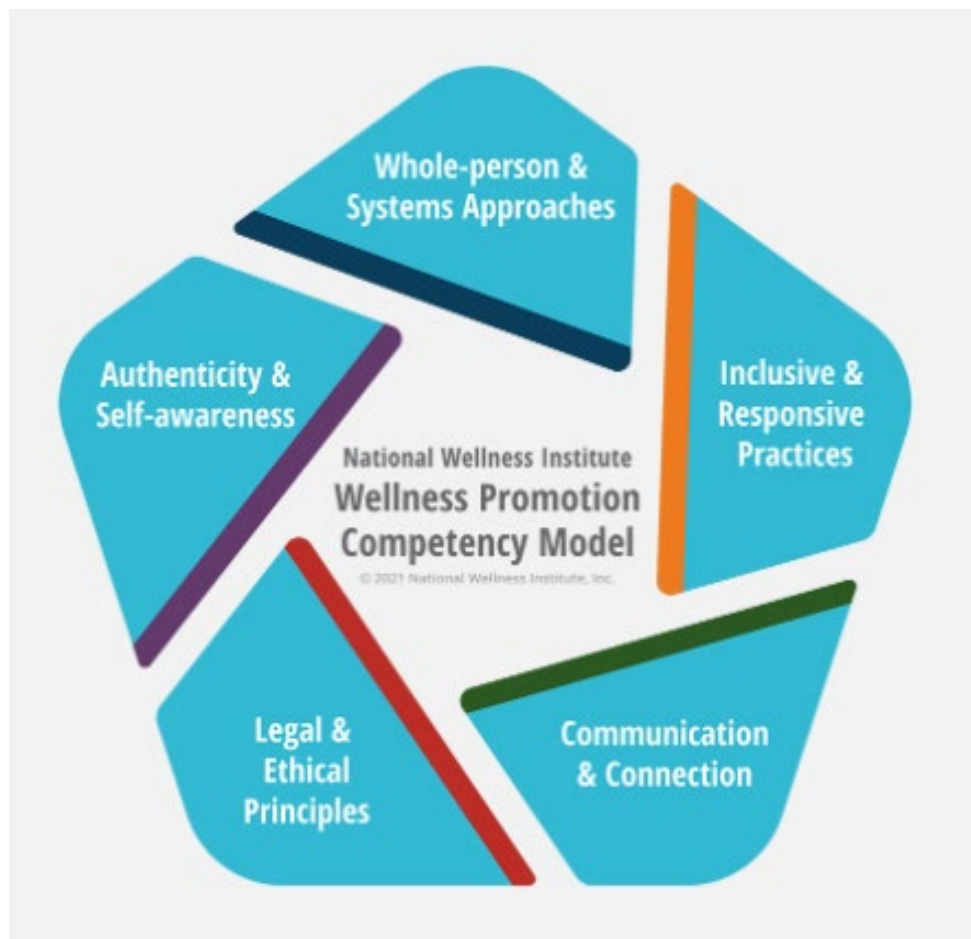 Whole-person &
Systems Approaches
Inclusive &
Responsive
Practices
Authenticity &
Self-awareness
National Wellness Institute
Wellness Promotion
Competency Model
© 2021 National Wellness Institute, Inc.
Communication
& Connection
Legal &
Ethical
Principles